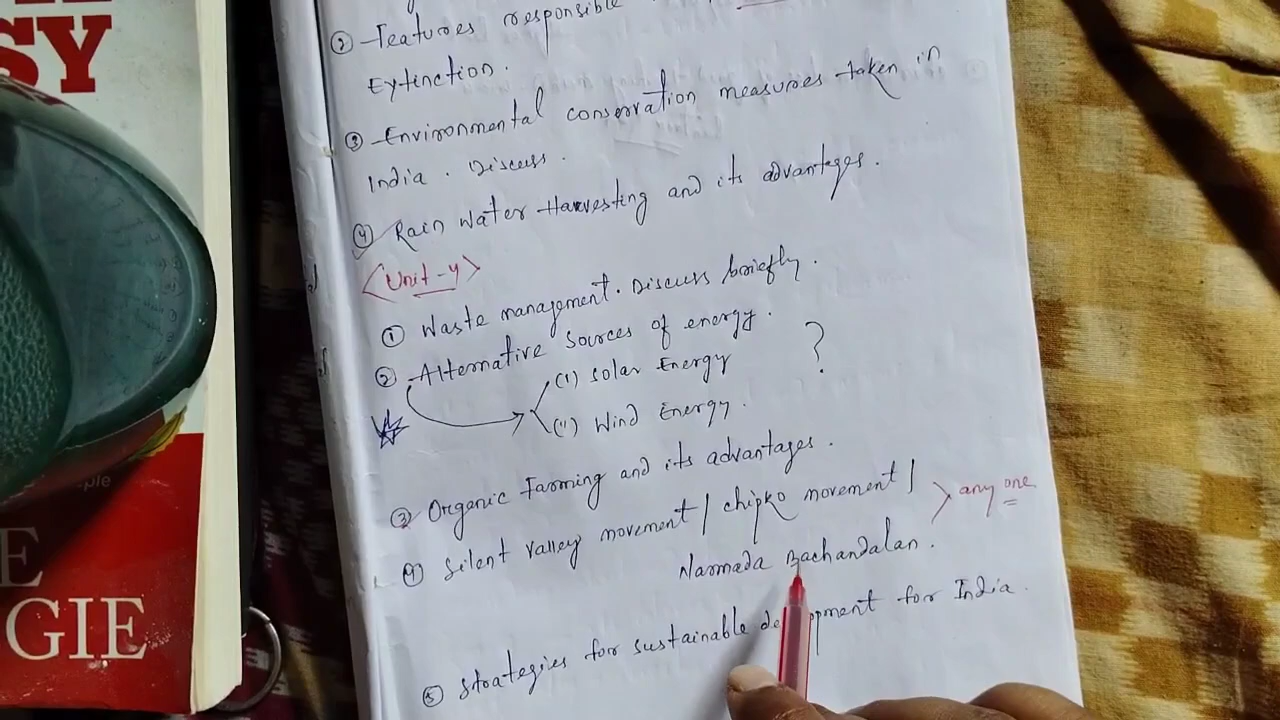 ② Features responsible
Extinction.
③ Environmental conservation measures taken in
India. Discuss.
④ Rain Water Harvesting and its advantages.
<Unit-4>
① Waste management. Discuss briefly.
② Alternative Sources of energy.
(i) Solar Energy
?
(ii) Wind Energy.
③ Organic Farming and its advantages.
④ Silent Valley movement / chipko movement /
any one
Narmada Bachandalan.
⑤ Strategies for sustainable development for India.
SY
ple
E
GIE